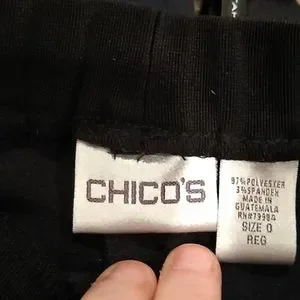 CHICO'S
97% POLYESTER
3% SPANDEX
MADE IN
GUATEMALA
RN#79984
SIZE 0
REG